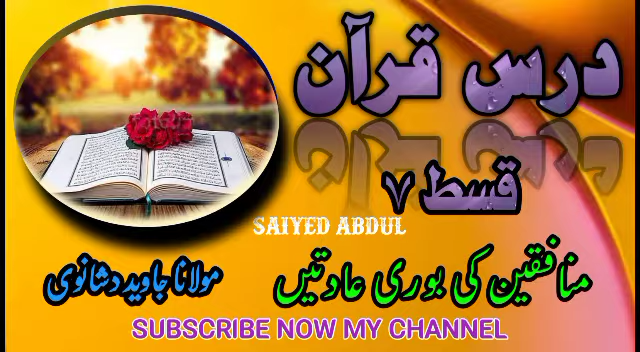 درس قرآن
قسط ۷
SAIYED ABDUL
منافقین کی بوری عادتیں
مولانا جاوید دشانوی
SUBSCRIBE NOW MY CHANNEL